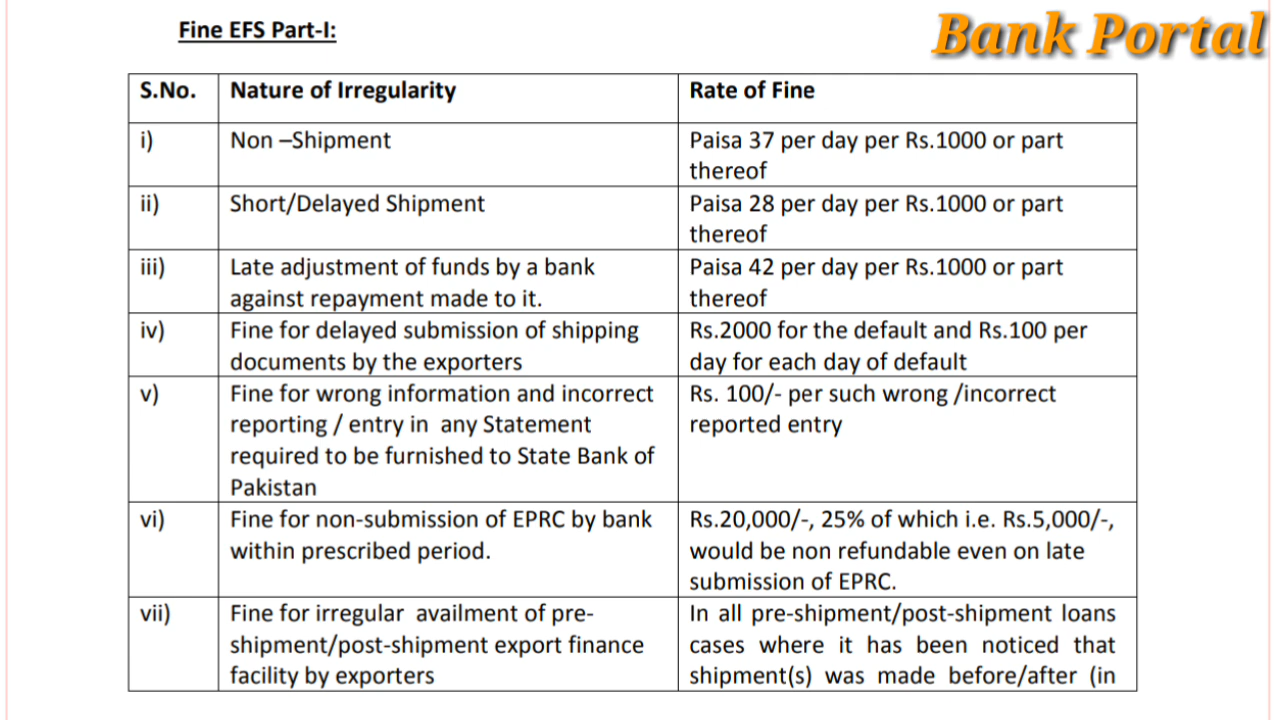 Fine EFS Part-I:
Bank Portal
S.No. Nature of Irregularity Rate of Fine
i) Non –Shipment Paisa 37 per day per Rs.1000 or part
thereof
ii) Short/Delayed Shipment Paisa 28 per day per Rs.1000 or part
thereof
iii) Late adjustment of funds by a bank Paisa 42 per day per Rs.1000 or part
against repayment made to it. thereof
iv) Fine for delayed submission of shipping Rs.2000 for the default and Rs.100 per
documents by the exporters day for each day of default
v) Fine for wrong information and incorrect Rs. 100/- per such wrong /incorrect
reporting / entry in any Statement reported entry
required to be furnished to State Bank of
Pakistan
vi) Fine for non-submission of EPRC by bank Rs.20,000/-, 25% of which i.e. Rs.5,000/-,
within prescribed period. would be non refundable even on late
submission of EPRC.
vii) Fine for irregular availment of pre- In all pre-shipment/post-shipment loans
shipment/post-shipment export finance cases where it has been noticed that
facility by exporters shipment(s) was made before/after (in